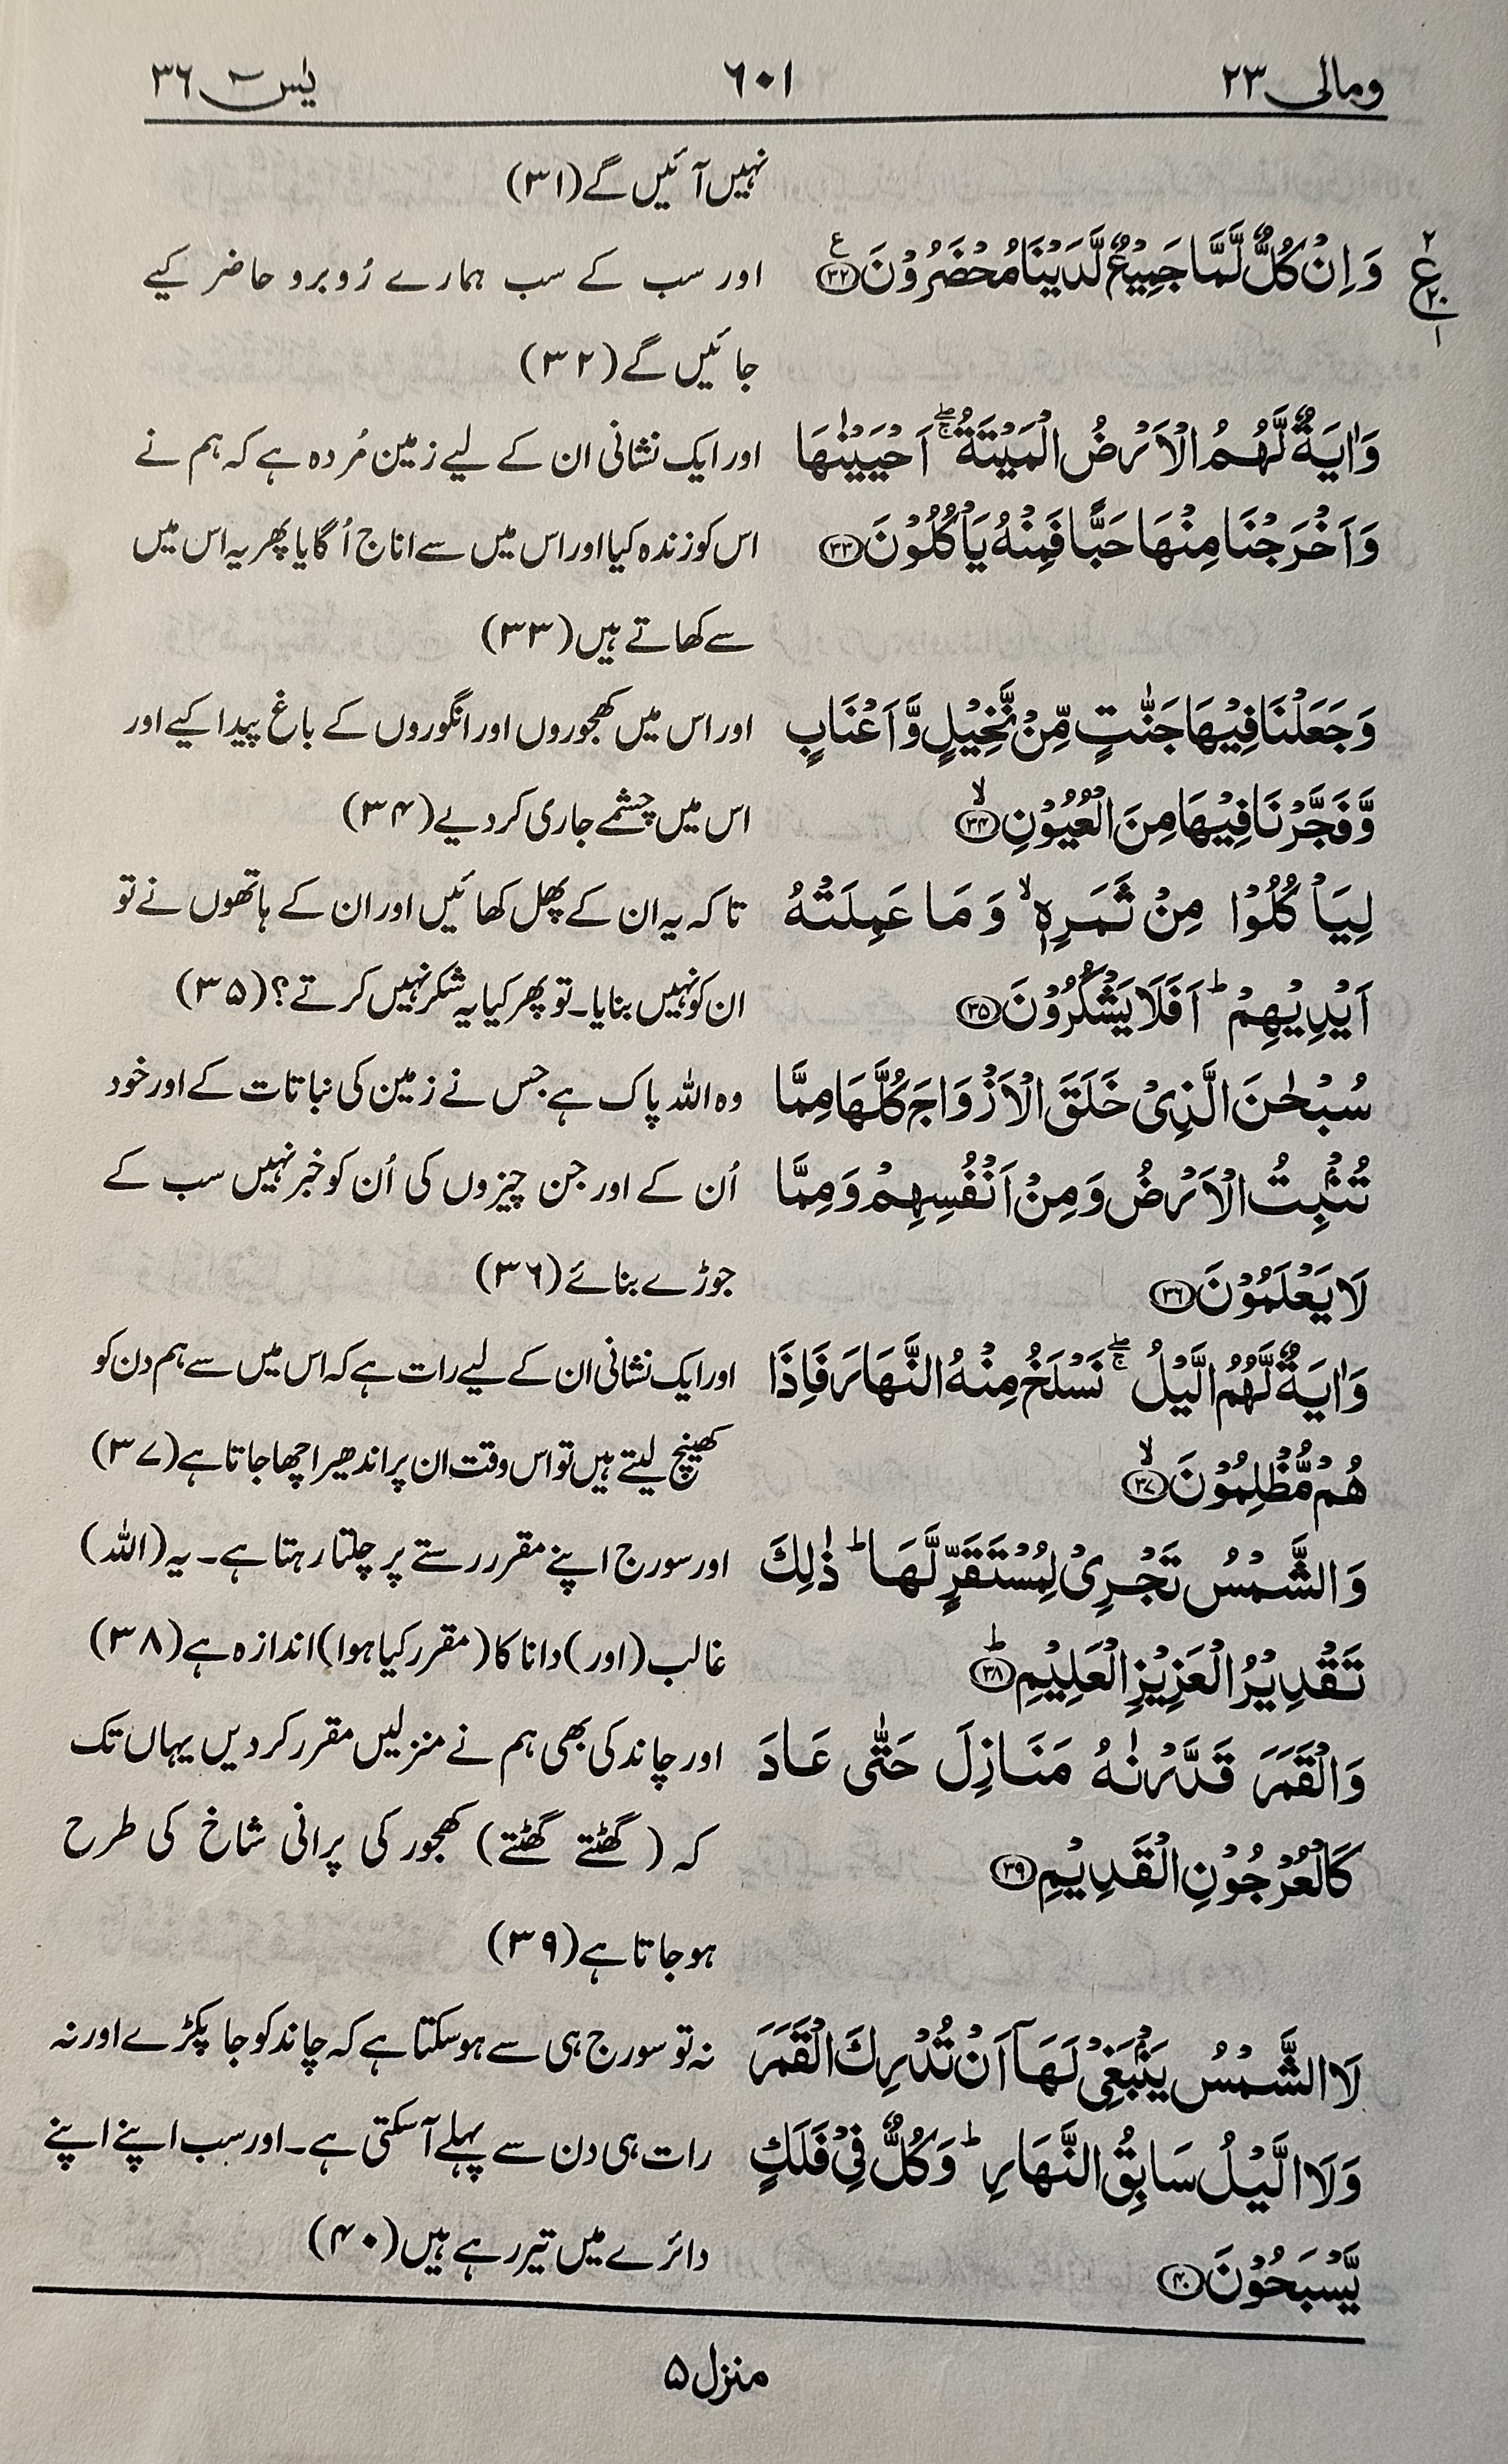 ومالی ۲۳ ۶۰۱ یٰس ۳۶
نہیں آئیں گے (۳۱)
وَاِنْ كُلٌّ لَّمَّا جَمِيْعٌ لَّدَيْنَا مُحْضَرُوْنَ ﴿۳۲﴾ ع
اور سب کے سب ہمارے رُوبرو حاضر کیے
جائیں گے (۳۲)
۲
ع
۲۰
۱
وَاٰيَةٌ لَّهُمُ الْاَرْضُ الْمَيْتَةُ ۚۖ اَحْيَيْنٰهَا
وَاَخْرَجْنَا مِنْهَا حَبًّا فَمِنْهُ يَاْكُلُوْنَ ﴿۳۳﴾
اور ایک نشانی ان کے لیے زمین مُردہ ہے کہ ہم نے
اس کو زندہ کیا اور اس میں سے اناج اُگایا پھر یہ اس میں
سے کھاتے ہیں (۳۳)
وَجَعَلْنَا فِيْهَا جَنّٰتٍ مِّنْ نَّخِيْلٍ وَّاَعْنَابٍ
وَّفَجَّرْنَا فِيْهَا مِنَ الْعُيُوْنِ ﴿۳۴﴾ ۙ
اور اس میں کھجوروں اور انگوروں کے باغ پیدا کیے اور
اس میں چشمے جاری کر دیے (۳۴)
لِيَاْكُلُوْا مِنْ ثَمَرِهٖ ۙ وَمَا عَمِلَتْهُ
اَيْدِيْهِمْ ؕ اَفَلَا يَشْكُرُوْنَ ﴿۳۵﴾
تاکہ یہ ان کے پھل کھائیں اور ان کے ہاتھوں نے تو
ان کو نہیں بنایا۔ تو پھر کیا یہ شکر نہیں کرتے؟ (۳۵)
سُبْحٰنَ الَّذِيْ خَلَقَ الْاَزْوَاجَ كُلَّهَا مِمَّا
تُنْۢبِتُ الْاَرْضُ وَمِنْ اَنْفُسِهِمْ وَمِمَّا
لَا يَعْلَمُوْنَ ﴿۳۶﴾
وہ اللہ پاک ہے جس نے زمین کی نباتات کے اور خود
اُن کے اور جن چیزوں کی اُن کو خبر نہیں سب کے
جوڑے بنائے (۳۶)
وَاٰيَةٌ لَّهُمُ الَّيْلُ ۚۖ نَسْلَخُ مِنْهُ النَّهَارَ فَاِذَا
هُمْ مُّظْلِمُوْنَ ﴿۳۷﴾ ۙ
اور ایک نشانی ان کے لیے رات ہے کہ اس میں سے ہم دن کو
کھینچ لیتے ہیں تو اس وقت ان پر اندھیرا چھا جاتا ہے (۳۷)
وَالشَّمْسُ تَجْرِيْ لِمُسْتَقَرٍّ لَّهَا ؕ ذٰلِكَ
تَقْدِيْرُ الْعَزِيْزِ الْعَلِيْمِ ﴿۳۸﴾ ؕ
اور سورج اپنے مقرر رستے پر چلتا رہتا ہے۔ یہ (اللہ)
غالب (اور) دانا کا (مقرر کیا ہوا) اندازہ ہے (۳۸)
وَالْقَمَرَ قَدَّرْنٰهُ مَنَازِلَ حَتّٰى عَادَ
كَالْعُرْجُوْنِ الْقَدِيْمِ ﴿۳۹﴾
اور چاند کی بھی ہم نے منزلیں مقرر کر دیں یہاں تک
کہ (گھٹتے گھٹتے) کھجور کی پرانی شاخ کی طرح
ہو جاتا ہے (۳۹)
لَا الشَّمْسُ يَنْۢبَغِيْ لَهَاۤ اَنْ تُدْرِكَ الْقَمَرَ
وَلَا الَّيْلُ سَابِقُ النَّهَارِ ؕ وَكُلٌّ فِيْ فَلَكٍ
يَّسْبَحُوْنَ ﴿۴۰﴾
نہ تو سورج ہی سے ہو سکتا ہے کہ چاند کو جا پکڑے اور نہ
رات ہی دن سے پہلے آ سکتی ہے۔ اور سب اپنے اپنے
دائرے میں تیر رہے ہیں (۴۰)
منزل ۵